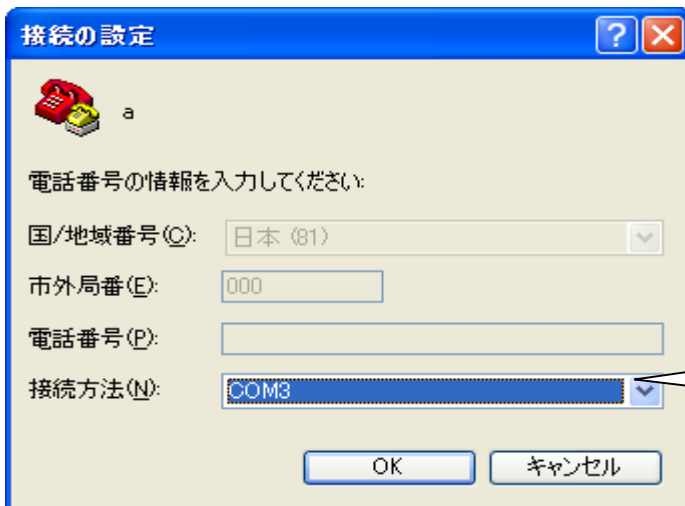 接続の設定
a
電話番号の情報を入力してください:
国/地域番号(C): 日本 (81)
市外局番(E): 000
電話番号(P):
接続方法(N): COM3
OK キャンセル